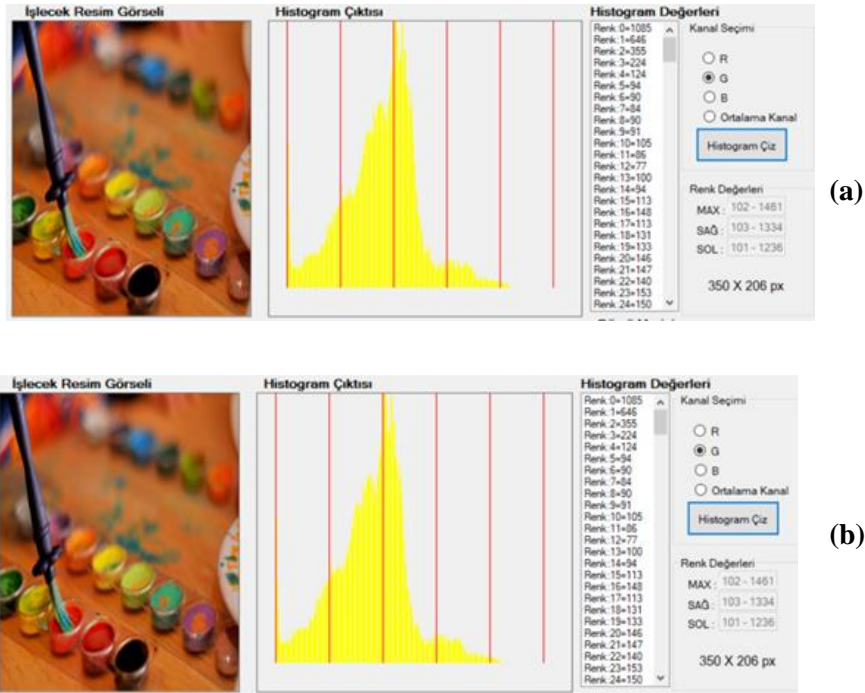 İşlecek Resim Görseli
Histogram Çıktısı
Histogram Değerleri
Renk:0=1085
Renk:1=646
Renk:2=355
Renk:3=224
Renk:4=124
Renk:5=94
Renk:6=90
Renk:7=84
Renk:8=90
Renk:9=91
Renk:10=105
Renk:11=86
Renk:12=77
Renk:13=100
Renk:14=94
Renk:15=113
Renk:16=148
Renk:17=113
Renk:18=131
Renk:19=133
Renk:20=146
Renk:21=147
Renk:22=140
Renk:23=153
Renk:24=150
Kanal Seçimi
R
G
B
Ortalama Kanal
Histogram Çiz
Renk Değerleri
MAX : 102 - 1461
SAĞ : 103 - 1334
SOL : 101 - 1236
350 X 206 px
(a)
İşlecek Resim Görseli
Histogram Çıktısı
Histogram Değerleri
Renk:0=1085
Renk:1=646
Renk:2=355
Renk:3=224
Renk:4=124
Renk:5=94
Renk:6=90
Renk:7=84
Renk:8=90
Renk:9=91
Renk:10=105
Renk:11=86
Renk:12=77
Renk:13=100
Renk:14=94
Renk:15=113
Renk:16=148
Renk:17=113
Renk:18=131
Renk:19=133
Renk:20=146
Renk:21=147
Renk:22=140
Renk:23=153
Renk:24=150
Kanal Seçimi
R
G
B
Ortalama Kanal
Histogram Çiz
Renk Değerleri
MAX : 102 - 1461
SAĞ : 103 - 1334
SOL : 101 - 1236
350 X 206 px
(b)